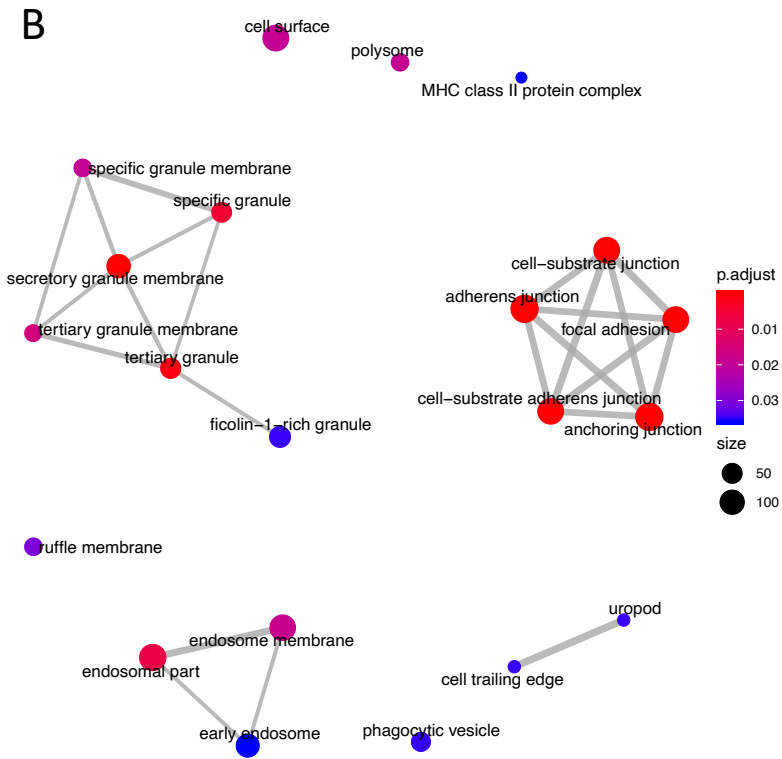 B
cell surface
polysome
MHC class II protein complex
specific granule membrane
specific granule
secretory granule membrane
tertiary granule membrane
tertiary granule
ficolin−1−rich granule
cell−substrate junction
adherens junction
focal adhesion
cell−substrate adherens junction
anchoring junction
p.adjust
0.01
0.02
0.03
size
50
100
ruffle membrane
endosome membrane
endosomal part
early endosome
uropod
cell trailing edge
phagocytic vesicle